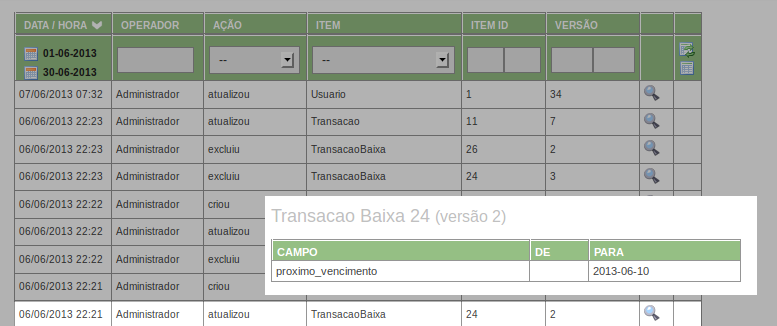 DATA / HORA OPERADOR AÇÃO ITEM ITEM ID VERSÃO
01-06-2013 -- --
30-06-2013
07/06/2013 07:32 Administrador atualizou Usuario 1 34
06/06/2013 22:23 Administrador atualizou Transacao 11 7
06/06/2013 22:23 Administrador excluiu TransacaoBaixa 26 2
06/06/2013 22:23 Administrador excluiu TransacaoBaixa 24 3
06/06/2013 22:22 Administrador criou
06/06/2013 22:22 Administrador atualizou
06/06/2013 22:22 Administrador excluiu
06/06/2013 22:21 Administrador criou
06/06/2013 22:21 Administrador atualizou TransacaoBaixa 24 2
Transacao Baixa 24 (versão 2)
CAMPO DE PARA
proximo_vencimento 2013-06-10